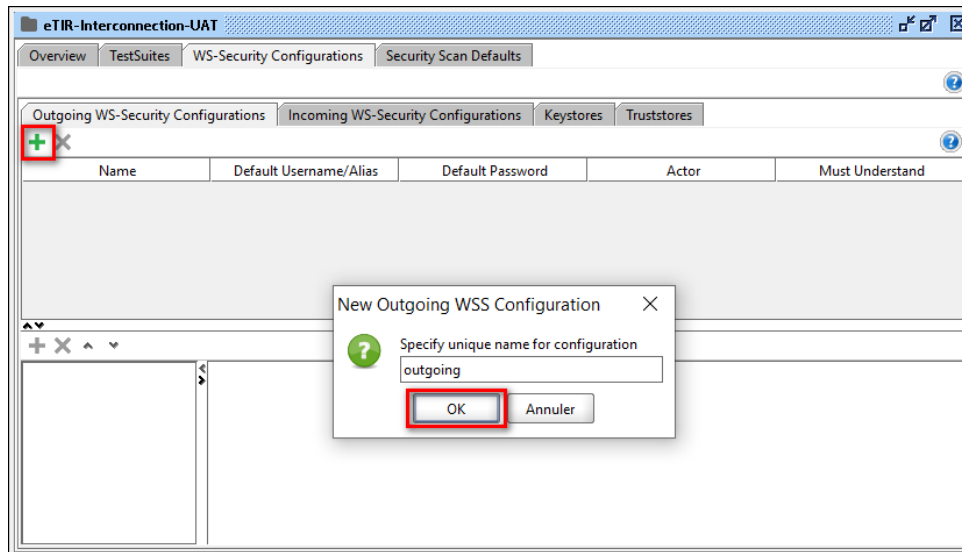 eTIR-Interconnection-UAT
Overview TestSuites WS-Security Configurations Security Scan Defaults
Outgoing WS-Security Configurations Incoming WS-Security Configurations Keystores Truststores
Name Default Username/Alias Default Password Actor Must Understand
New Outgoing WSS Configuration
Specify unique name for configuration
outgoing
OK Annuler